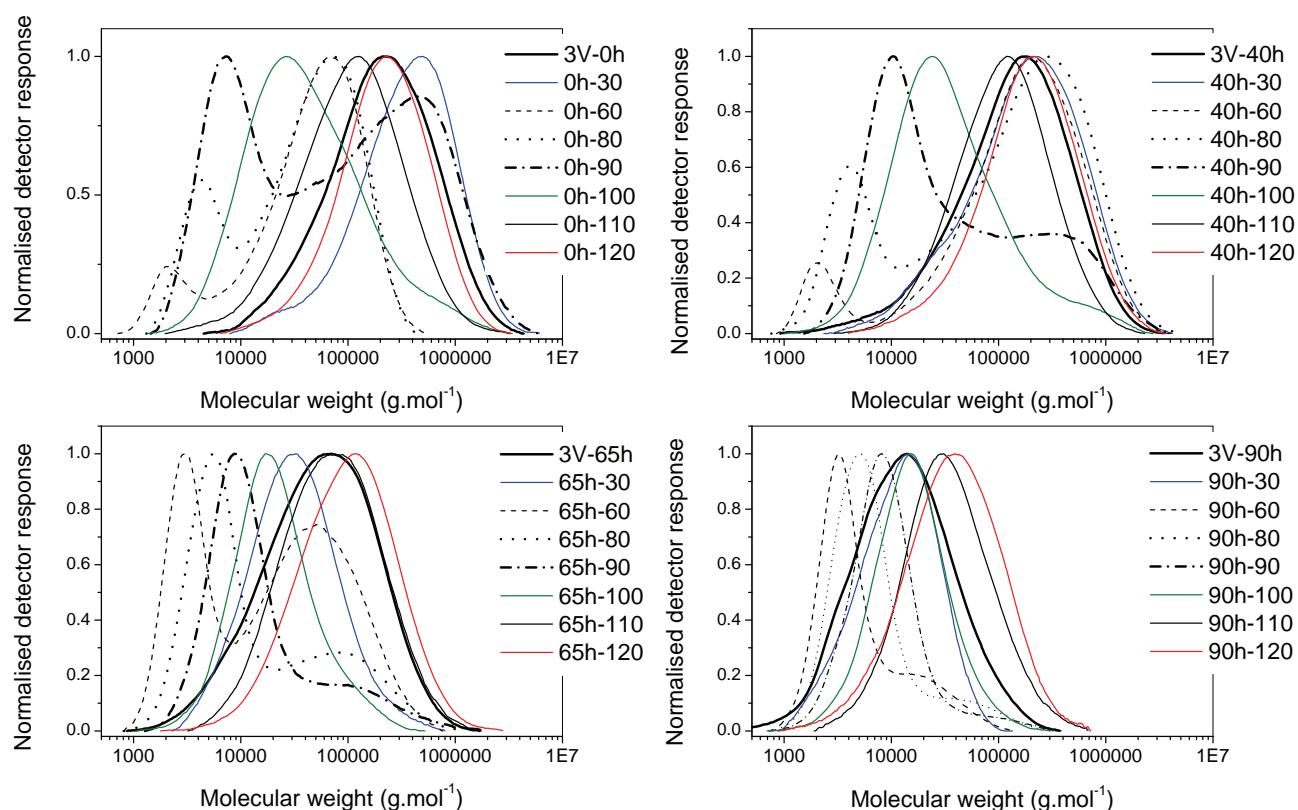 Normalised detector response
1.0
0.5
0.0
1000
10000
100000
1000000
1E7
Molecular weight (g.mol-1)
3V-0h
0h-30
0h-60
0h-80
0h-90
0h-100
0h-110
0h-120
Normalised detector response
1.0
0.8
0.6
0.4
0.2
0.0
1000
10000
100000
1000000
1E7
Molecular weight (g.mol-1)
3V-40h
40h-30
40h-60
40h-80
40h-90
40h-100
40h-110
40h-120
Normalised detector response
1.0
0.8
0.6
0.4
0.2
0.0
1000
10000
100000
1000000
1E7
Molecular weight (g.mol-1)
3V-65h
65h-30
65h-60
65h-80
65h-90
65h-100
65h-110
65h-120
Normalised detector response
1.0
0.8
0.6
0.4
0.2
0.0
1000
10000
100000
1000000
1E7
Molecular weight (g.mol-1)
3V-90h
90h-30
90h-60
90h-80
90h-90
90h-100
90h-110
90h-120